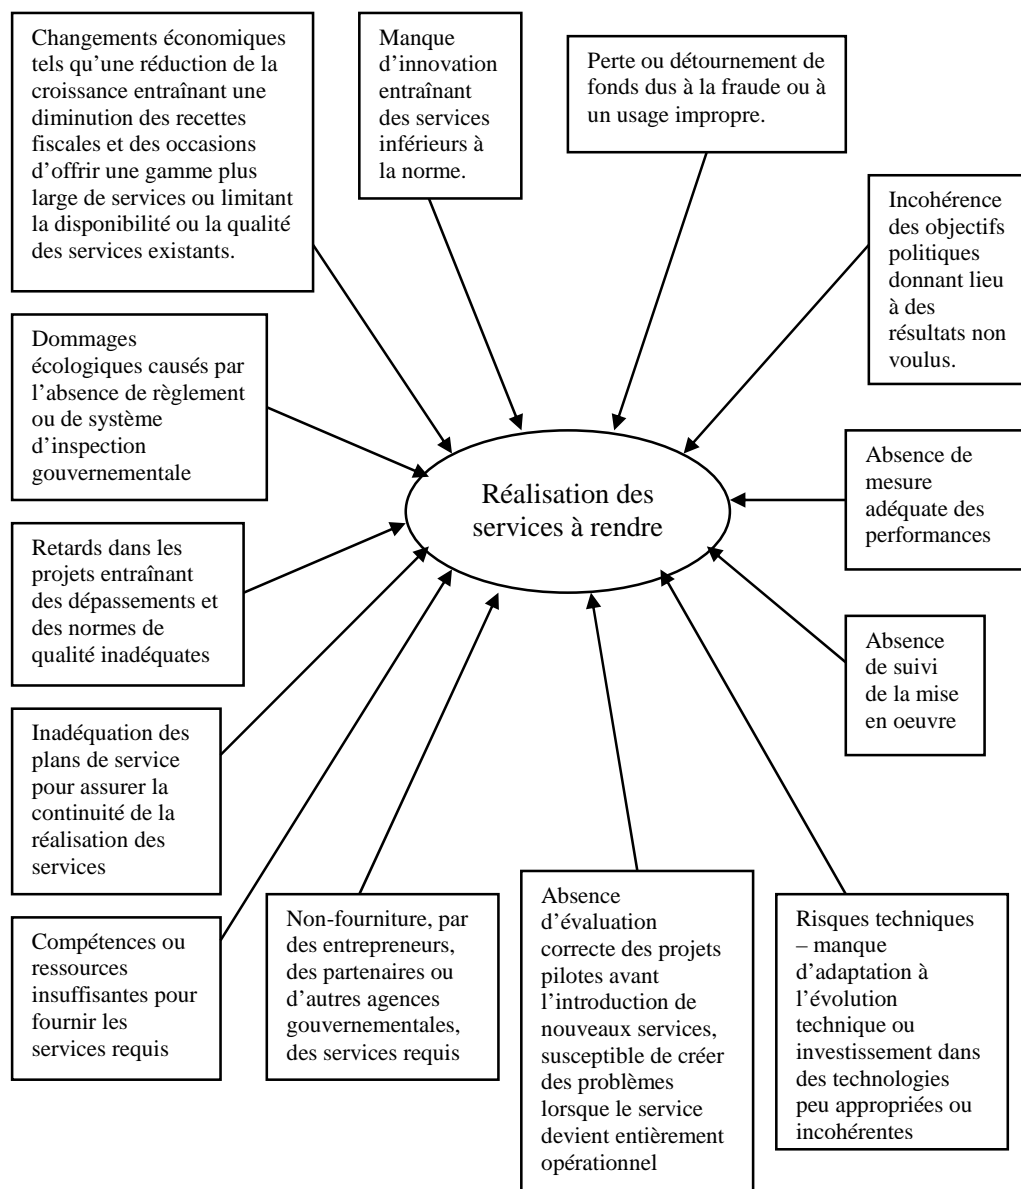 Changements économiques
tels qu'une réduction de la
croissance entraînant une
diminution des recettes
fiscales et des occasions
d'offrir une gamme plus
large de services ou limitant
la disponibilité ou la qualité
des services existants.
Manque
d'innovation
entraînant
des services
inférieurs à
la norme.
Perte ou détournement de
fonds dus à la fraude ou à
un usage impropre.
Incohérence
des objectifs
politiques
donnant lieu
à des
résultats non
voulus.
Dommages
écologiques causés par
l'absence de règlement
ou de système
d'inspection
gouvernementale
Réalisation des
services à rendre
Absence de
mesure
adéquate des
performances
Retards dans les
projets entraînant
des dépassements et
des normes de
qualité inadéquates
Absence
de suivi
de la mise
en oeuvre
Inadéquation des
plans de service
pour assurer la
continuité de la
réalisation des
services
Compétences ou
ressources
insuffisantes pour
fournir les
services requis
Non-fourniture, par
des entrepreneurs,
des partenaires ou
d'autres agences
gouvernementales,
des services requis
Absence
d'évaluation
correcte des projets
pilotes avant
l'introduction de
nouveaux services,
susceptible de créer
des problèmes
lorsque le service
devient entièrement
opérationnel
Risques techniques
– manque
d'adaptation à
l'évolution
technique ou
investissement dans
des technologies
peu appropriées ou
incohérentes